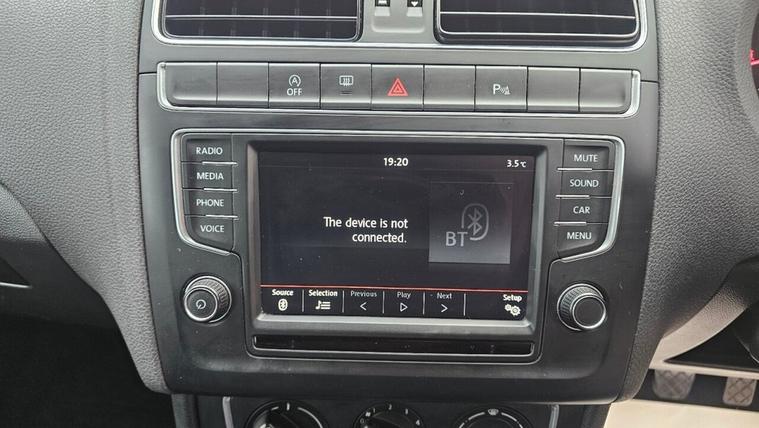 OFF
P
RADIO
MEDIA
PHONE
VOICE
19:20
3.5°C
The device is not
connected.
BT
Source
Selection
Previous
Play
Next
Setup
MUTE
SOUND
CAR
MENU